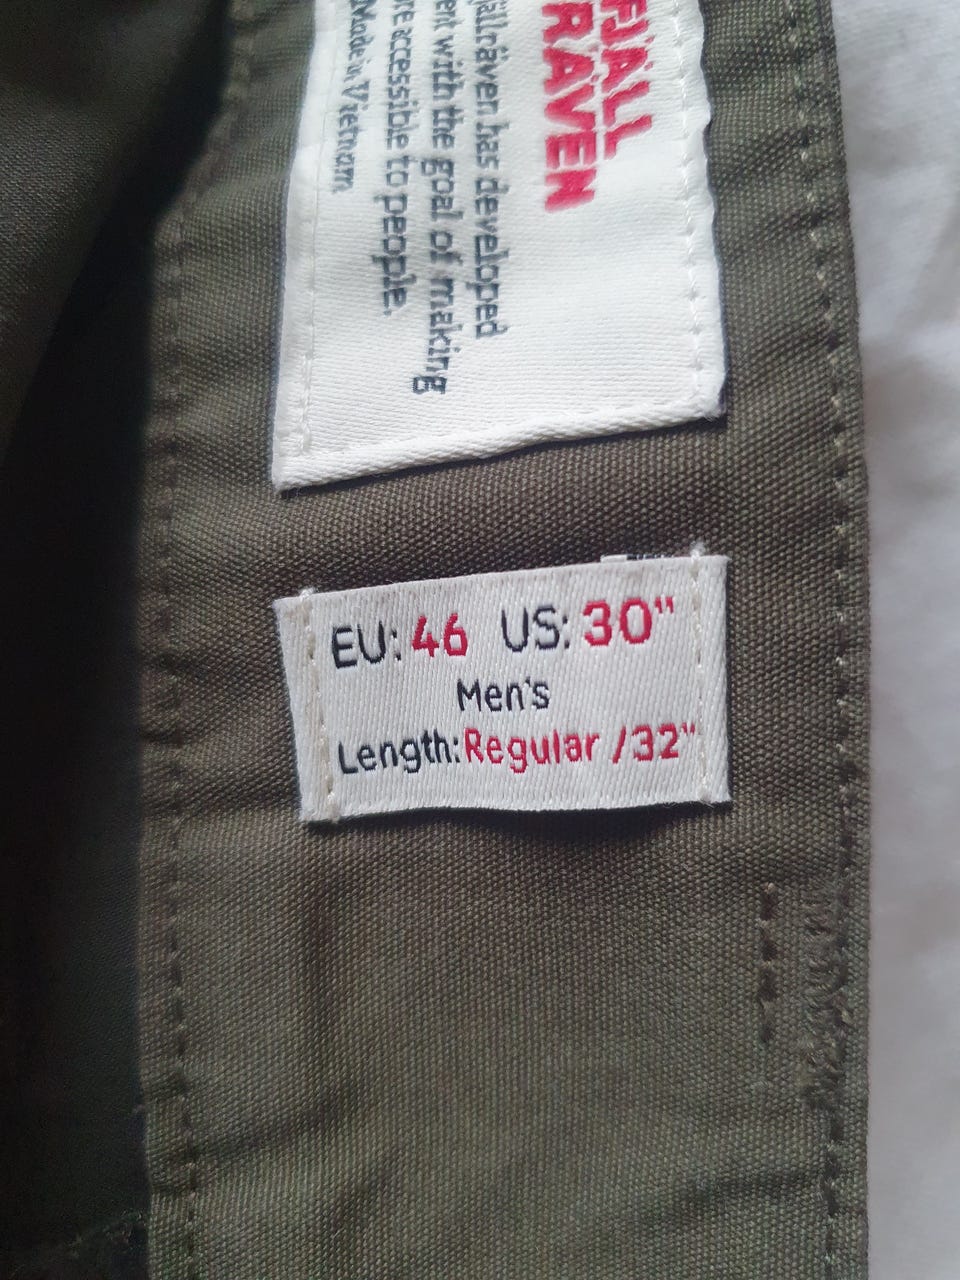 FJÄLL
RÄVEN
jällräven has developed
ent with the goal of making
re accessible to people.
Made in Vietnam
EU: 46 US: 30"
Men's
Length: Regular /32"